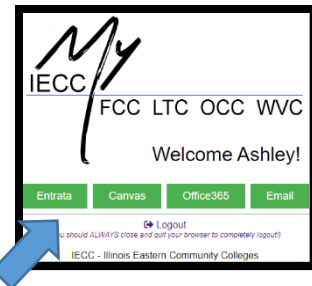 My
IECC
FCC LTC OCC WVC
Welcome Ashley!
Entrata Canvas Office365 Email
Logout
should ALWAYS close and quit your browser to completely logout!)
IECC - Illinois Eastern Community Colleges